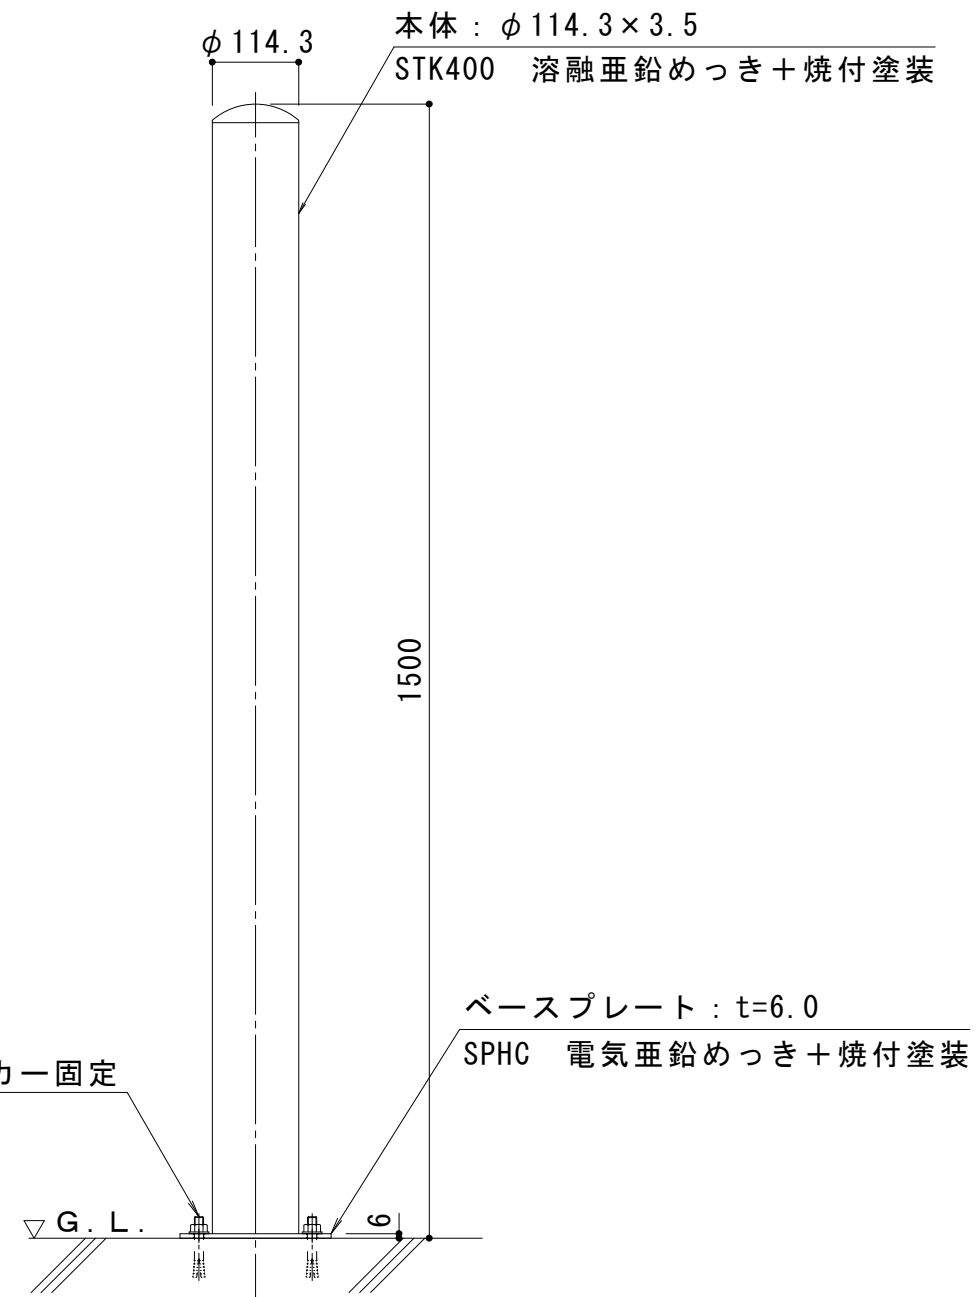 本体：φ114.3×3.5
φ114.3
STK400　溶融亜鉛めっき＋焼付塗装
1500
ベースプレート：t=6.0
SPHC　電気亜鉛めっき＋焼付塗装
カー固定
6
G.L.